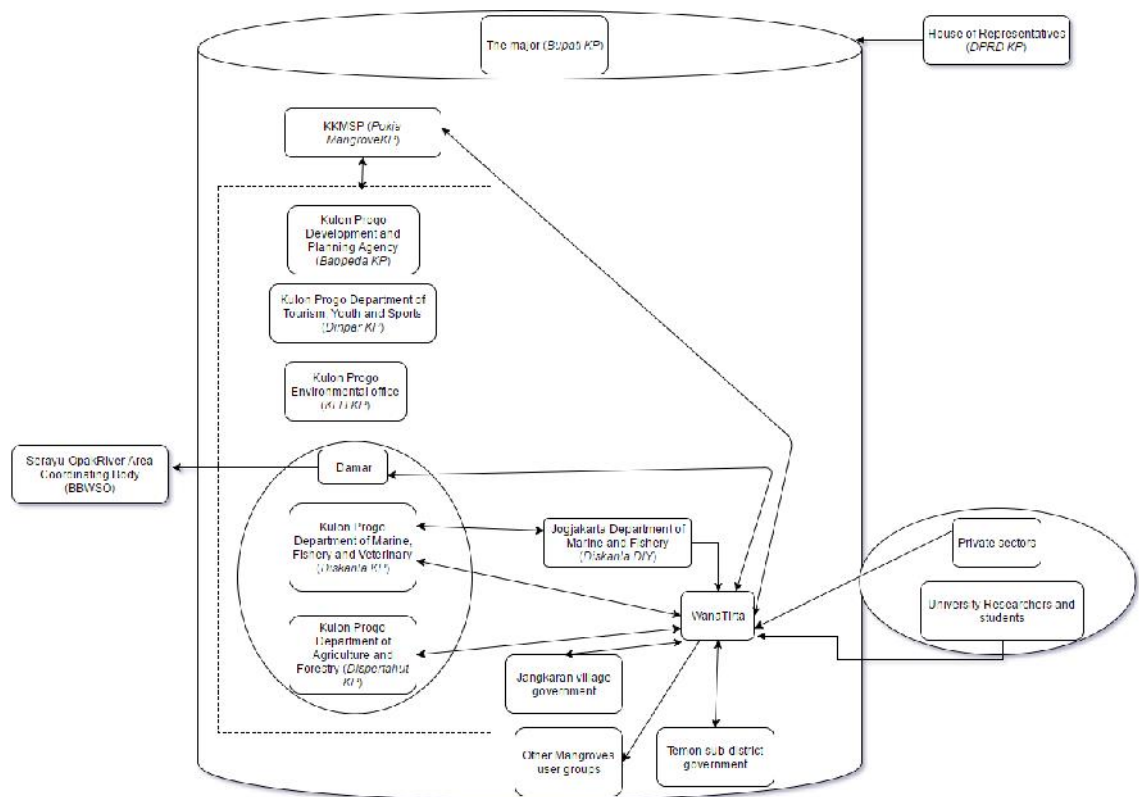 The major (Bupati KP)
House of Representatives
(DPRD KP)
KKMSP (Pokja
MangroveKP)
Kulon Progo
Development and
Planning Agency
(Bappeda KP)
Kulon Progo Department of
Tourism, Youth and Sports
(Dinpar KP)
Kulon Progo
Environmental office
(KLH KP)
Serayu OpakRiver Area
Coordinating Body
(BBWSO)
Damar
Kulon Progo
Department of Marine,
Fishery and Veterinary
(Diskanla KP)
Jogjakarta Department of
Marine and Fishery
(Diskanla DIY)
Private sectors
WanaTirta
University Researchers and
students
Kulon Progo
Department of
Agriculture and
Forestry (Dispertahut
KP)
Jangkaran village
government
Other Mangroves
user groups
Temon sub-district
government